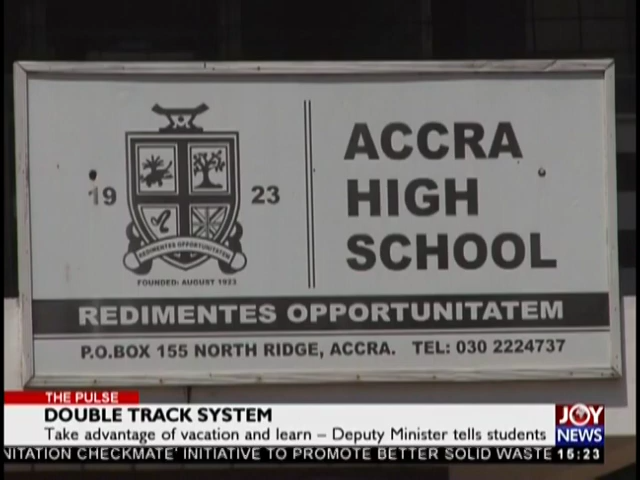 19 23
REDIMENTES OPPORTUNITATEM
FOUNDED: AUGUST 1923
ACCRA
HIGH
SCHOOL
REDIMENTES OPPORTUNITATEM
P.O.BOX 155 NORTH RIDGE, ACCRA. TEL: 030 2224737
THE PULSE
DOUBLE TRACK SYSTEM
Take advantage of vacation and learn – Deputy Minister tells students
JOY
NEWS
NITATION CHECKMATE' INITIATIVE TO PROMOTE BETTER SOLID WASTE 15:23